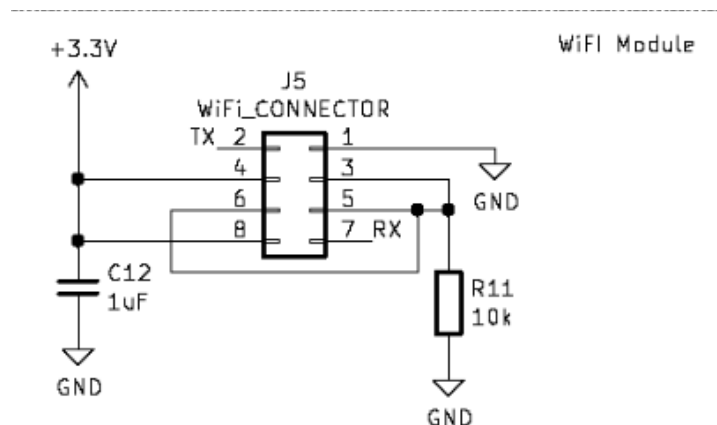 +3.3V
WiFI Module
J5
WiFi_CONNECTOR
TX 2 1
4 3
6 5
8 7 RX
GND
C12
1uF
R11
10k
GND
GND